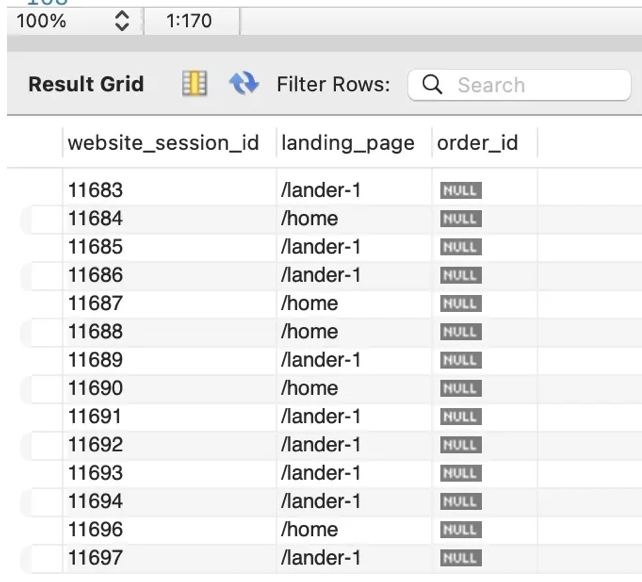 100% 1:170
Result Grid Filter Rows: Search
website_session_id landing_page order_id
11683 /lander-1 NULL
11684 /home NULL
11685 /lander-1 NULL
11686 /lander-1 NULL
11687 /home NULL
11688 /home NULL
11689 /lander-1 NULL
11690 /home NULL
11691 /lander-1 NULL
11692 /lander-1 NULL
11693 /lander-1 NULL
11694 /lander-1 NULL
11696 /home NULL
11697 /lander-1 NULL